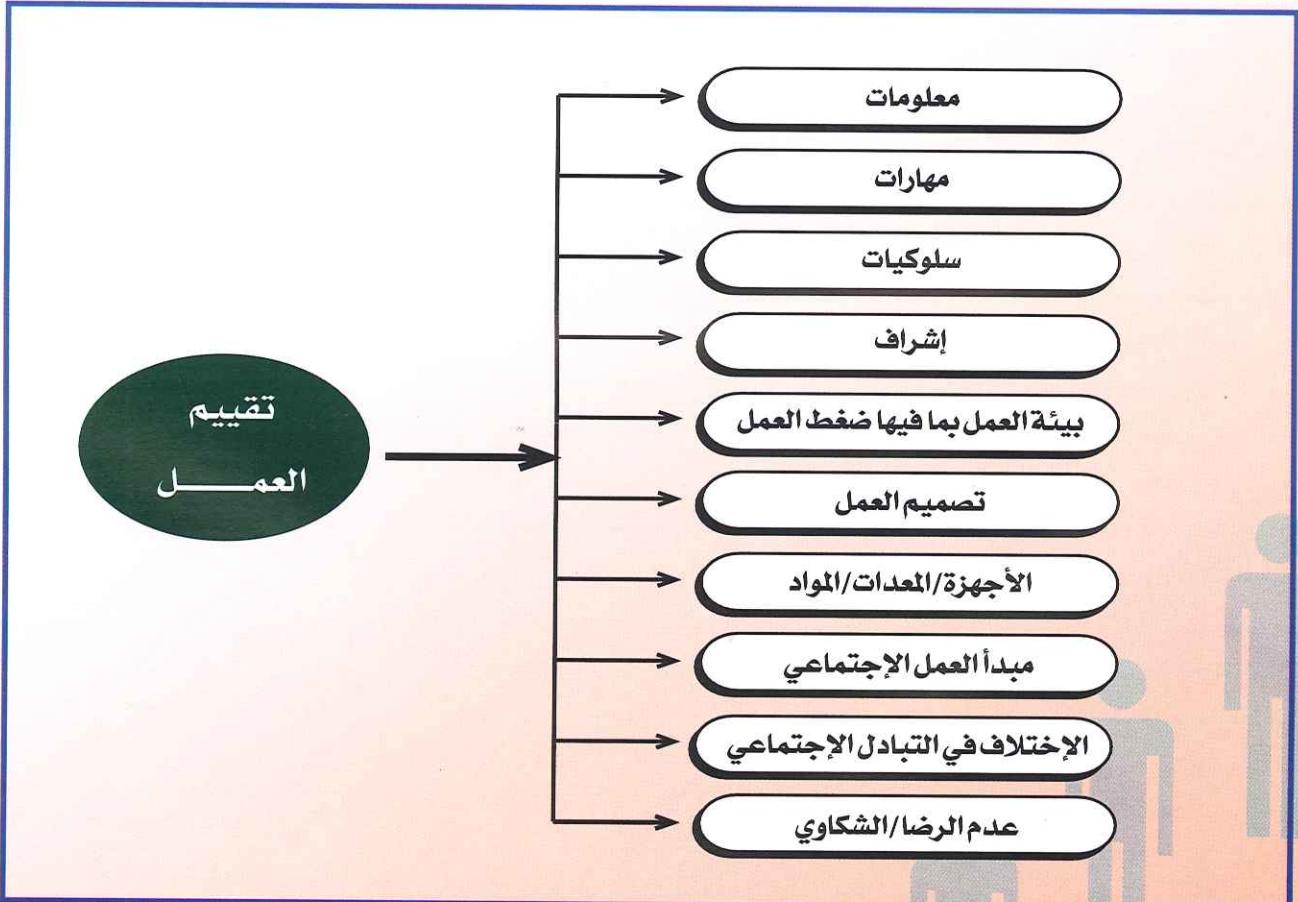 معلومات
مهارات
سلوكيات
إشراف
بيئة العمل بما فيها ضغط العمل
تصميم العمل
الأجهزة/المعدات/المواد
مبدأ العمل الإجتماعي
الإختلاف في التبادل الإجتماعي
عدم الرضا/الشكاوي
تقييم
العمـــــل